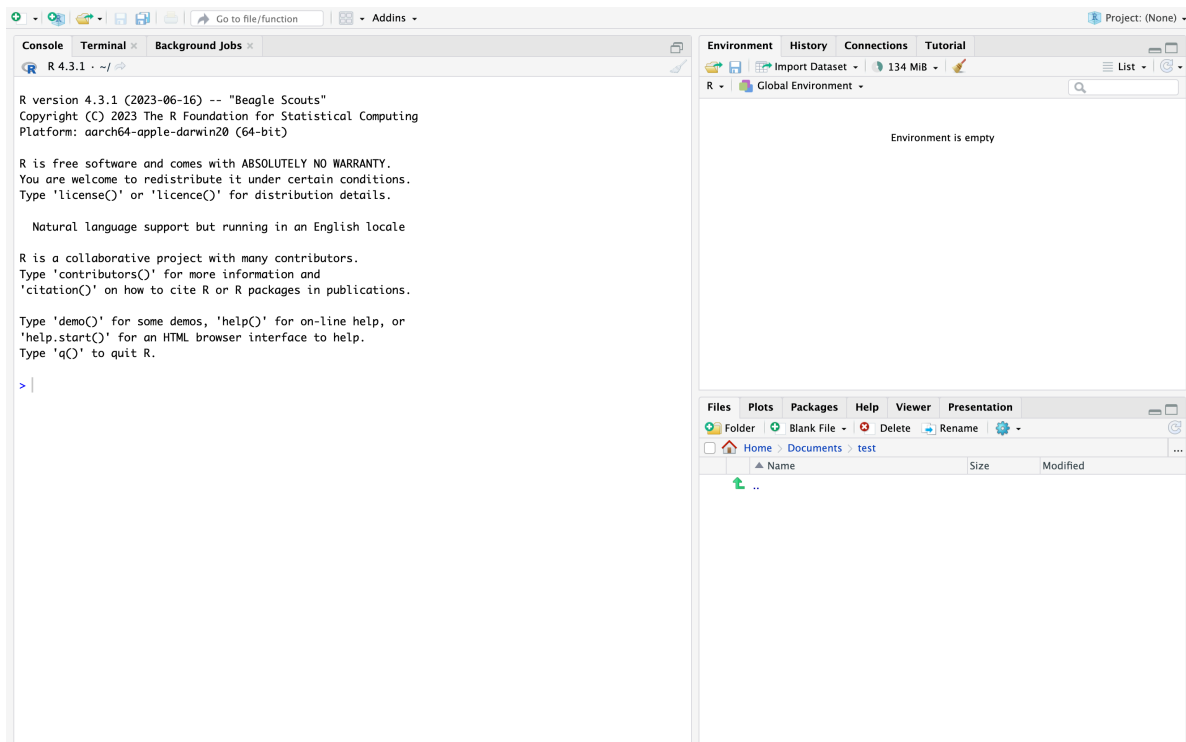 Go to file/function
Addins
Project: (None)
Console Terminal Background Jobs
R 4.3.1 · ~/
R version 4.3.1 (2023-06-16) -- "Beagle Scouts"
Copyright (C) 2023 The R Foundation for Statistical Computing
Platform: aarch64-apple-darwin20 (64-bit)
R is free software and comes with ABSOLUTELY NO WARRANTY.
You are welcome to redistribute it under certain conditions.
Type 'license()' or 'licence()' for distribution details.
Natural language support but running in an English locale
R is a collaborative project with many contributors.
Type 'contributors()' for more information and
'citation()' on how to cite R or R packages in publications.
Type 'demo()' for some demos, 'help()' for on-line help, or
'help.start()' for an HTML browser interface to help.
Type 'q()' to quit R.
>
Environment History Connections Tutorial
Import Dataset 134 MiB List
R Global Environment
Environment is empty
Files Plots Packages Help Viewer Presentation
Folder Blank File Delete Rename
Home > Documents > test ...
Name Size Modified
..